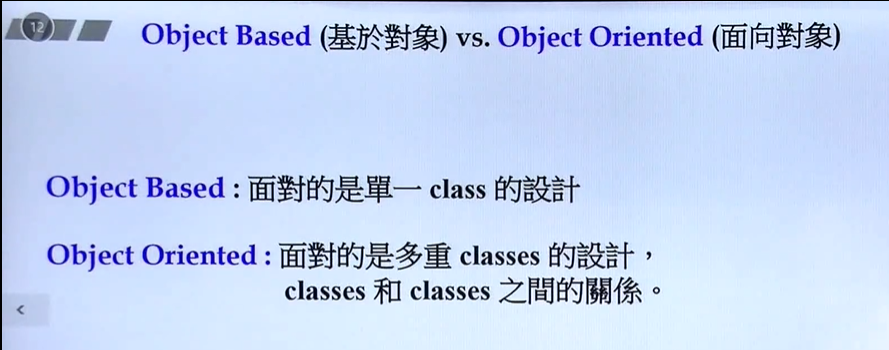 12
Object Based (基於對象) vs. Object Oriented (面向對象)
Object Based : 面對的是單一 class 的設計
Object Oriented : 面對的是多重 classes 的設計，
classes 和 classes 之間的關係。